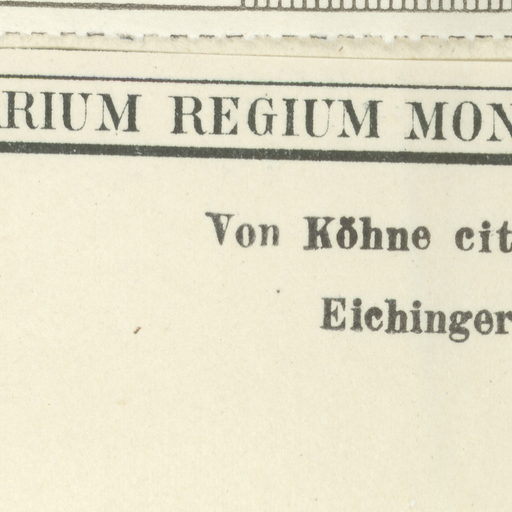 RIUM REGIUM MON
Von Köhne cit
Eichinger